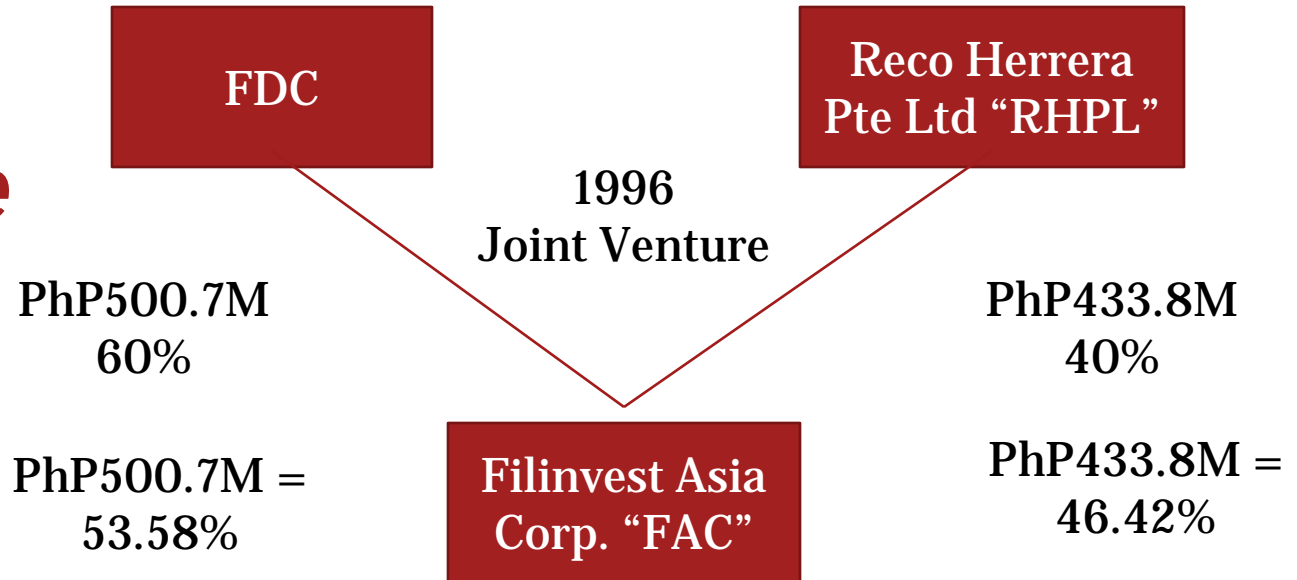 FDC
Reco Herrera
Pte Ltd “RHPL”
e
1996
Joint Venture
PhP500.7M
60%
PhP433.8M
40%
PhP500.7M =
53.58%
Filinvest Asia
Corp. “FAC”
PhP433.8M =
46.42%